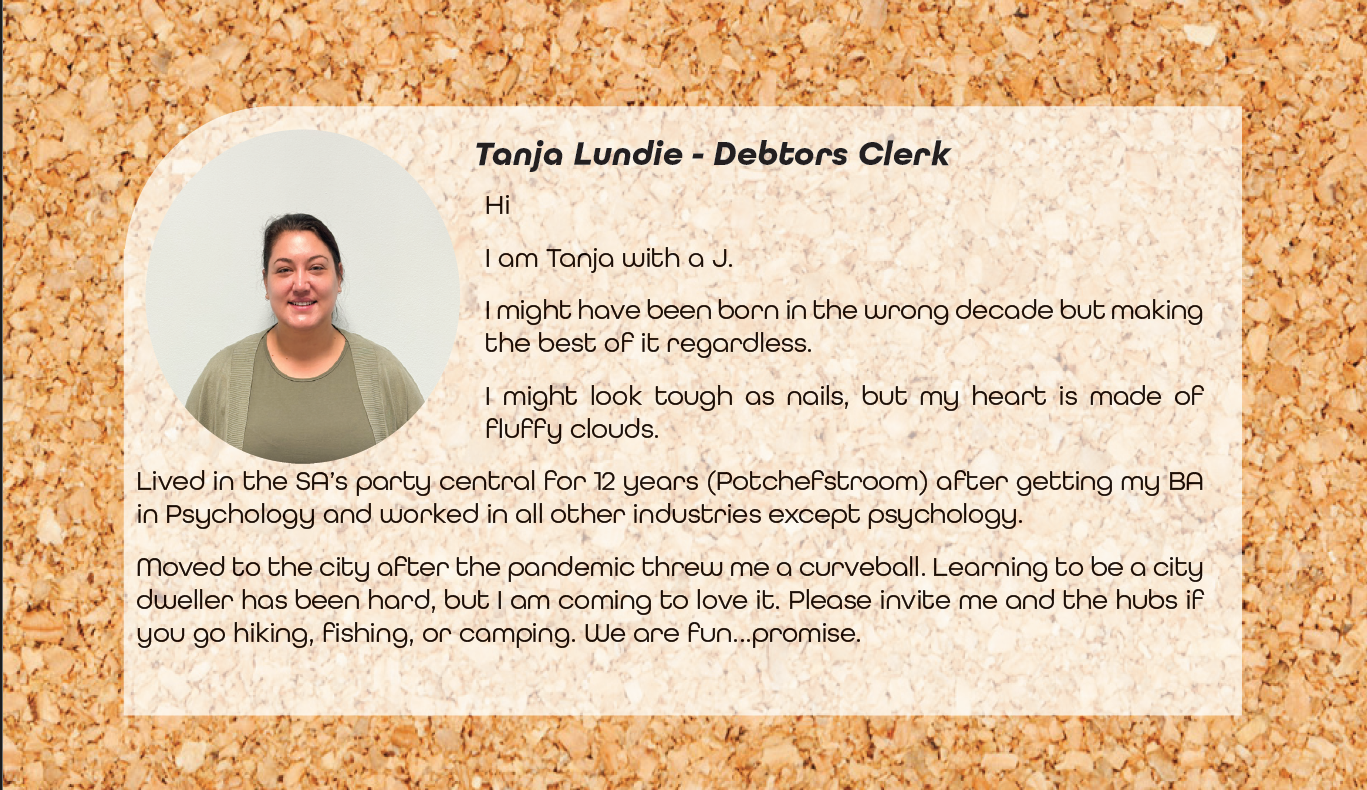 Tanja Lundie - Debtors Clerk
Hi
I am Tanja with a J.
I might have been born in the wrong decade but making
the best of it regardless.
I might look tough as nails, but my heart is made of
fluffy clouds.
Lived in the SA’s party central for 12 years (Potchefstroom) after getting my BA
in Psychology and worked in all other industries except psychology.
Moved to the city after the pandemic threw me a curveball. Learning to be a city
dweller has been hard, but I am coming to love it. Please invite me and the hubs if
you go hiking, fishing, or camping. We are fun...promise.